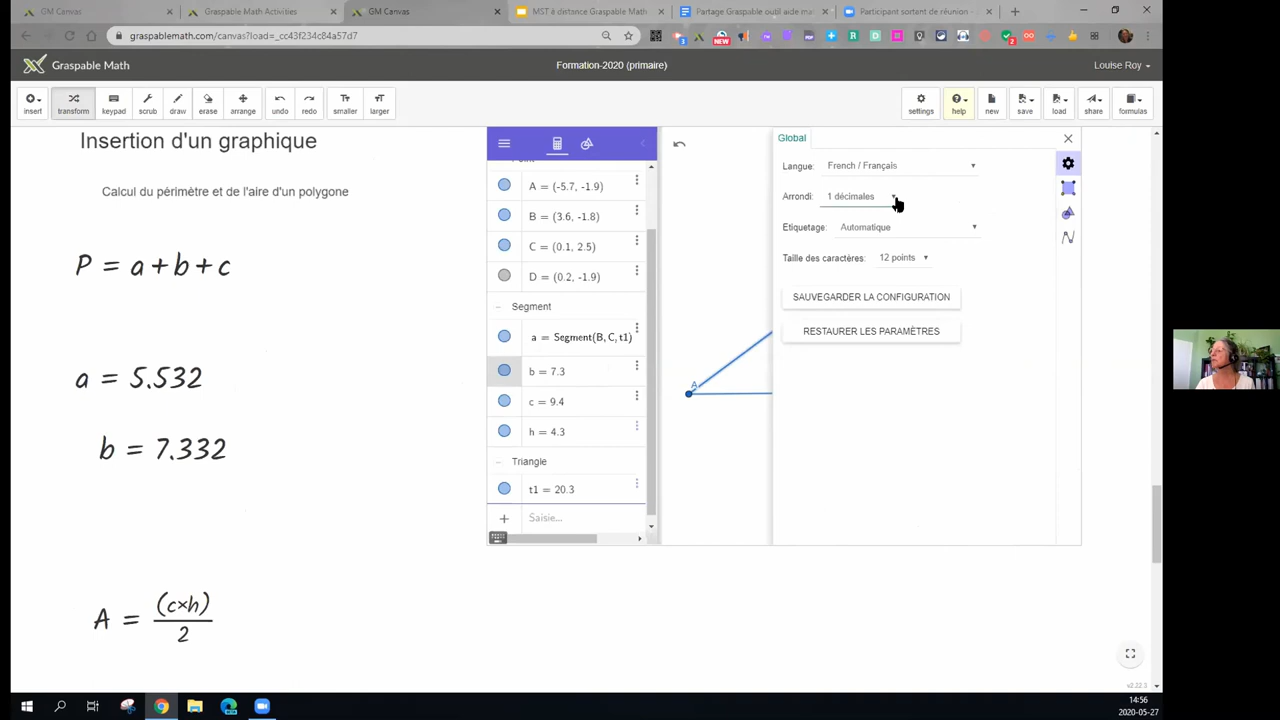 GM Canvas
Graspable Math Activities
GM Canvas
MST à distance Graspable Math
Partage Graspable outil aide ma
Participant sortant de réunion -
graspablemath.com/canvas?load=_cc43f234c84a57d7
Graspable Math
Formation-2020 (primaire)
Louise Roy
insert
transform
keypad
scrub
draw
erase
arrange
undo
redo
smaller
larger
settings
help
new
save
load
share
formulas
Insertion d'un graphique
Calcul du périmètre et de l'aire d'un polygone
P = a+b+c
a = 5.532
b = 7.332
A = (c×h)
2
A = (-5.7, -1.9)
B = (3.6, -1.8)
C = (0.1, 2.5)
D = (0.2, -1.9)
Segment
a = Segment(B, C, t1)
b = 7.3
c = 9.4
h = 4.3
Triangle
t1 = 20.3
Saisie...
A
Global
Langue: French / Français
Arrondi: 1 décimales
Etiquetage: Automatique
Taille des caractères: 12 points
SAUVEGARDER LA CONFIGURATION
RESTAURER LES PARAMÈTRES
v2.22.3
14:56
2020-05-27